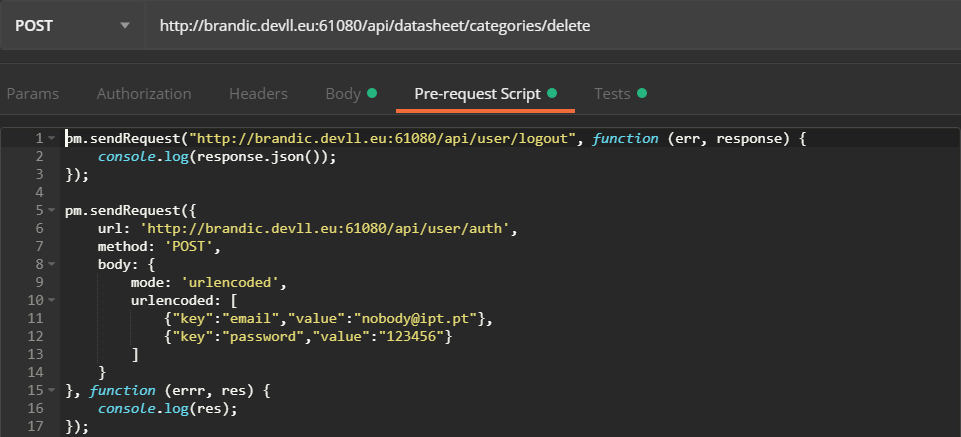 POST http://brandic.devll.eu:61080/api/datasheet/categories/delete
Params Authorization Headers Body Pre-request Script Tests
1 pm.sendRequest("http://brandic.devll.eu:61080/api/user/logout", function (err, response) {
2     console.log(response.json());
3 });
4
5 pm.sendRequest({
6     url: 'http://brandic.devll.eu:61080/api/user/auth',
7     method: 'POST',
8     body: {
9         mode: 'urlencoded',
10         urlencoded: [
11             {"key":"email","value":"nobody@ipt.pt"},
12             {"key":"password","value":"123456"}
13         ]
14     }
15 }, function (errr, res) {
16     console.log(res);
17 });